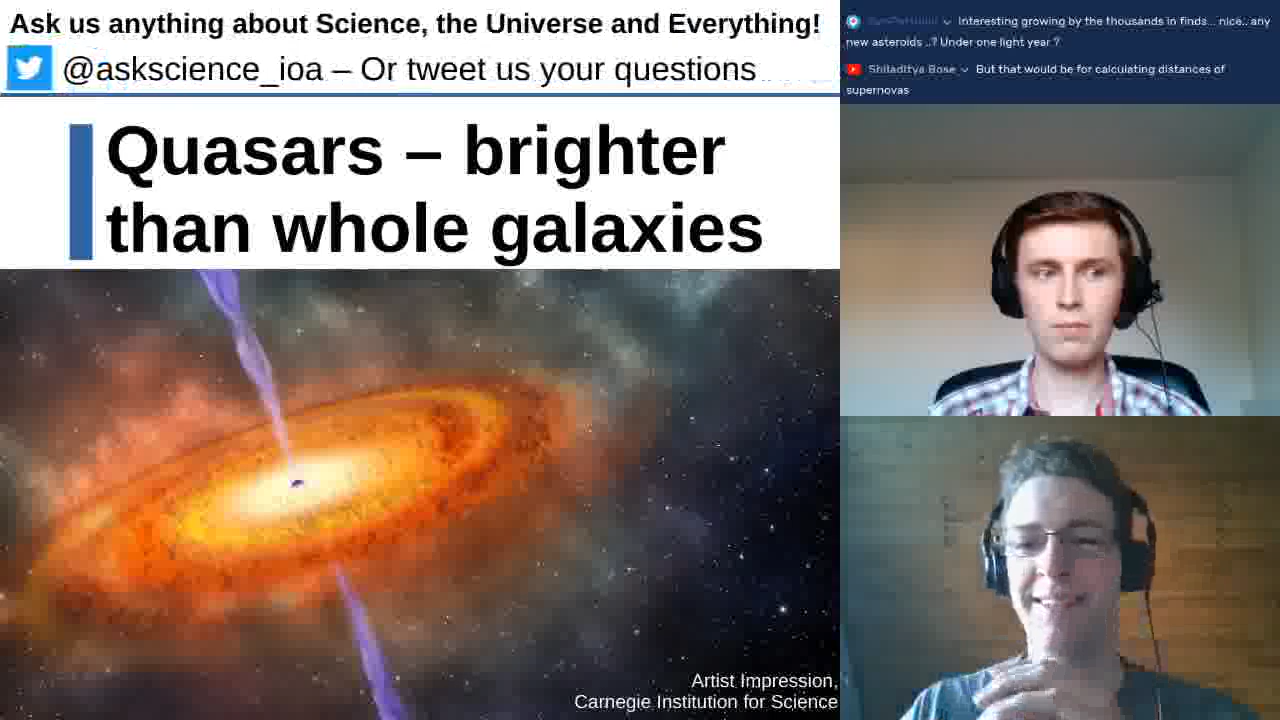 Ask us anything about Science, the Universe and Everything!
@askscience_ioa – Or tweet us your questions
Quasars – brighter
than whole galaxies
Artist Impression,
Carnegie Institution for Science
Interesting growing by the thousands in finds... nice.. any
new asteroids ..? Under one light year ?
Shiladitya Bose But that would be for calculating distances of
supernovas